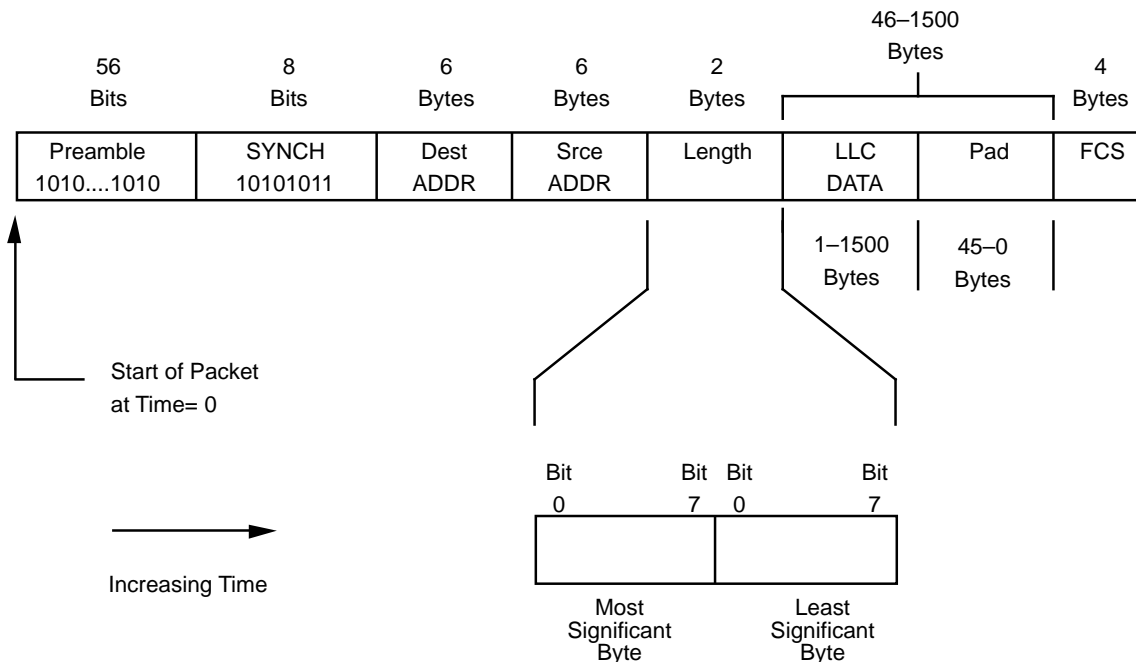 46–1500
Bytes
56 8 6 6 2 4
Bits Bits Bytes Bytes Bytes Bytes
Preamble SYNCH Dest Srce Length LLC Pad FCS
1010....1010 10101011 ADDR ADDR DATA
1–1500 45–0
Bytes Bytes
Start of Packet
at Time= 0
Bit Bit Bit Bit
0 7 0 7
Increasing Time
Most Least
Significant Significant
Byte Byte